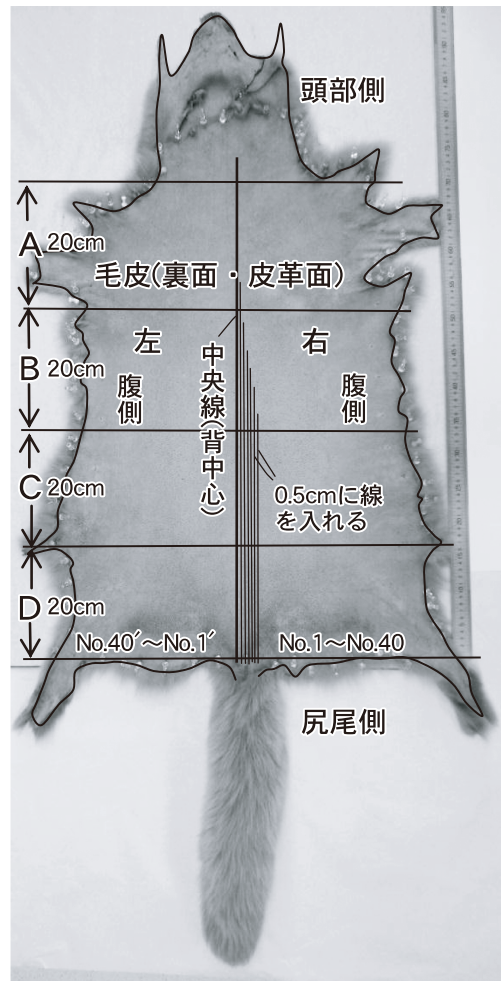 頭部側
A 20cm
毛皮(裏面・皮革面)
左
右
B 20cm
腹側
中央線(背中心)
腹側
C 20cm
0.5cmに線
を入れる
D 20cm
No.40´〜No.1´
No.1〜No.40
尻尾側